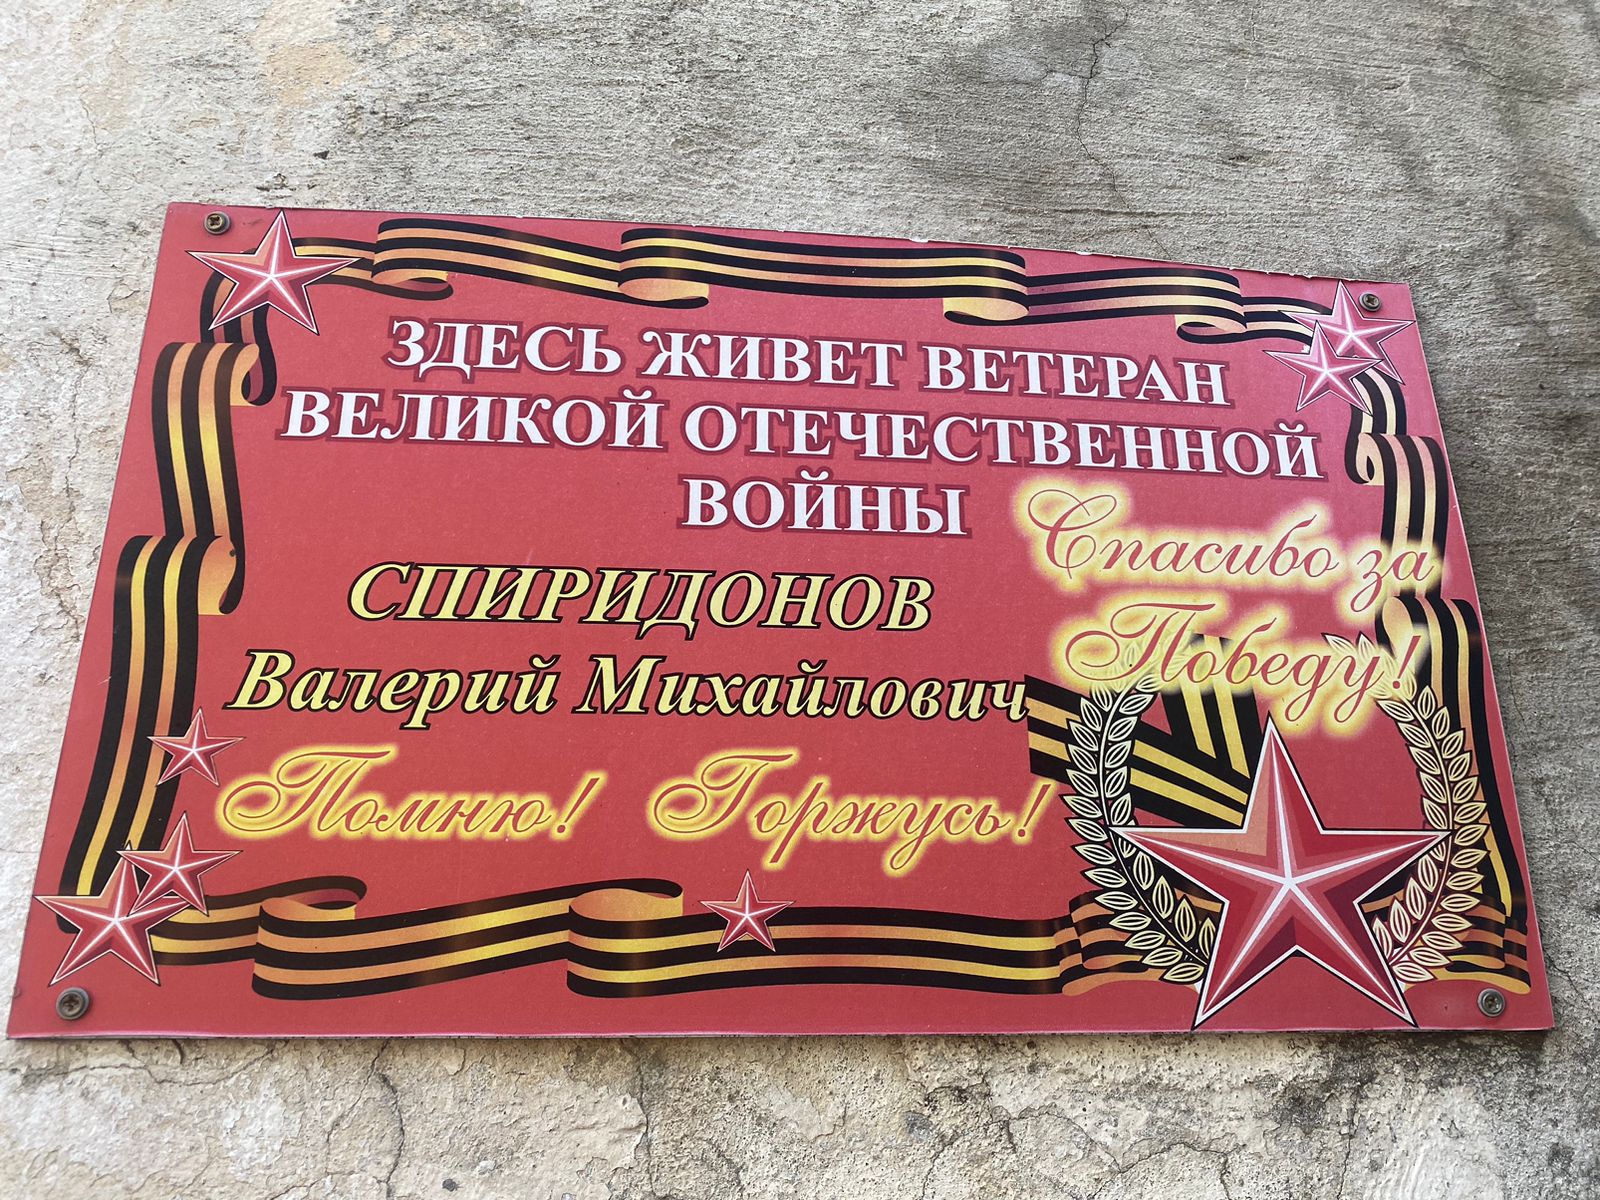 ЗДЕСЬ ЖИВЕТ ВЕТЕРАН
ВЕЛИКОЙ ОТЕЧЕСТВЕННОЙ
ВОЙНЫ
СПИРИДОНОВ
Валерий Михайлович
Спасибо за
Победу!
Помню! Горжусь!